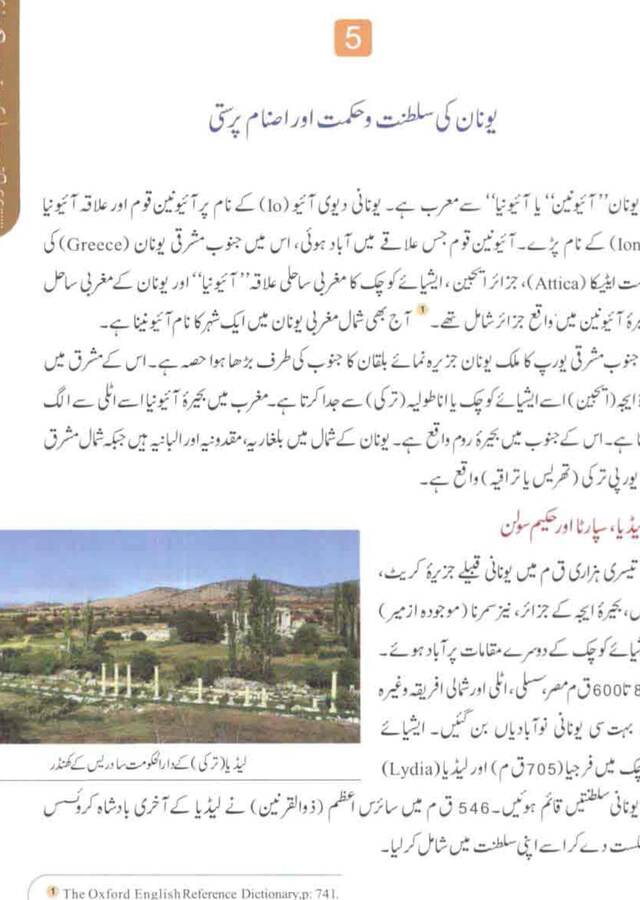 5
یونان کی سلطنت و حکمت اور اصنام پرستی
یونان ”آئیونین“ یا ”آئیونیا“ سے معرب ہے۔ یونانی دیوی آئیو (Io) کے نام پر آئیونین قوم اور علاقہ آئیونیا
(Ion کے نام پڑے۔ آئیونین قوم جس علاقے میں آباد ہوئی، اس میں جنوب مشرقی یونان (Greece) کی
ت ایٹیکا (Attica)، جزائر ایجین، ایشیائے کوچک کا مغربی ساحلی علاقہ ”آئیونیا“ اور یونان کے مغربی ساحل
رۂ آئیونین میں واقع جزائر شامل تھے۔ 1 آج بھی شمال مغربی یونان میں ایک شہر کا نام آئیونینا ہے۔
جنوب مشرقی یورپ کا ملک یونان جزیرہ نمائے بلقان کا جنوب کی طرف بڑھا ہوا حصہ ہے۔ اس کے مشرق میں
ایجہ (ایجین) اسے ایشیائے کوچک یا اناطولیہ (ترکی) سے جدا کرتا ہے۔ مغرب میں بحیرۂ آئیونیا اسے اٹلی سے الگ
ہے۔ اس کے جنوب میں بحیرۂ روم واقع ہے۔ یونان کے شمال میں بلغاریہ، مقدونیہ اور البانیہ ہیں جبکہ شمال مشرق
یورپی ترکی (تھریس یا تراقیہ) واقع ہے۔
یڈیا، سپارٹا اور حکیم سولن
تیسری ہزاری ق م میں یونانی قبیلے جزیرۂ کریٹ،
بحیرۂ ایجہ کے جزائر، نیز سمرنا (موجودہ ازمیر)
شیائے کوچک کے دوسرے مقامات پر آباد ہوئے۔
تا 600 ق م مصر، سسلی، اٹلی اور شمالی افریقہ وغیرہ
بہت سی یونانی نوآبادیاں بن گئیں۔ ایشیائے
چک میں فرجیا (705 ق م) اور لیڈیا (Lydia)
یونانی سلطنتیں قائم ہوئیں۔ 546 ق م میں سائرس اعظم (ذوالقرنین) نے لیڈیا کے آخری بادشاہ کروئسس
کست دے کر اسے اپنی سلطنت میں شامل کر لیا۔
لیڈیا (ترکی) کے دارالحکومت سادریس کے کھنڈر
1 The Oxford English Reference Dictionary,p: 741.